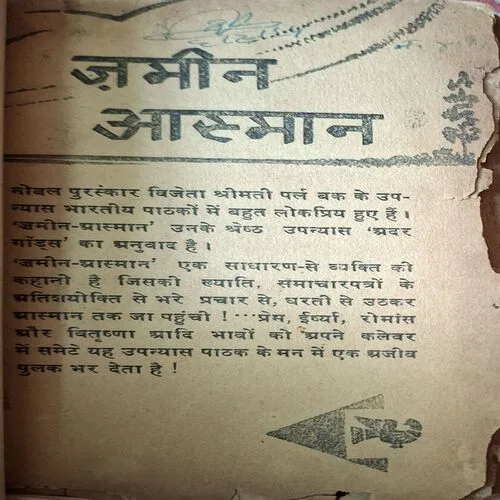 ज़मीन
आस्मान
नोबल पुरस्कार विजेता श्रीमती पर्ल बक के उप-
न्यास भारतीय पाठकों में बहुत लोकप्रिय हुए हैं।
'ज़मीन-आस्मान' उनके श्रेष्ठ उपन्यास 'अदर
गॉड्स' का अनुवाद है।
'ज़मीन-आस्मान' एक साधारण-से व्यक्ति की
कहानी है जिसकी ख्याति, समाचारपत्रों के
अतिशयोक्ति से भरे प्रचार से, धरती से उठकर
आस्मान तक जा पहुंची !···प्रेम, ईर्ष्या, रोमांस
और वितृष्णा आदि भावों को अपने कलेवर
में समेटे यह उपन्यास पाठक के मन में एक अजीब
पुलक भर देता है !